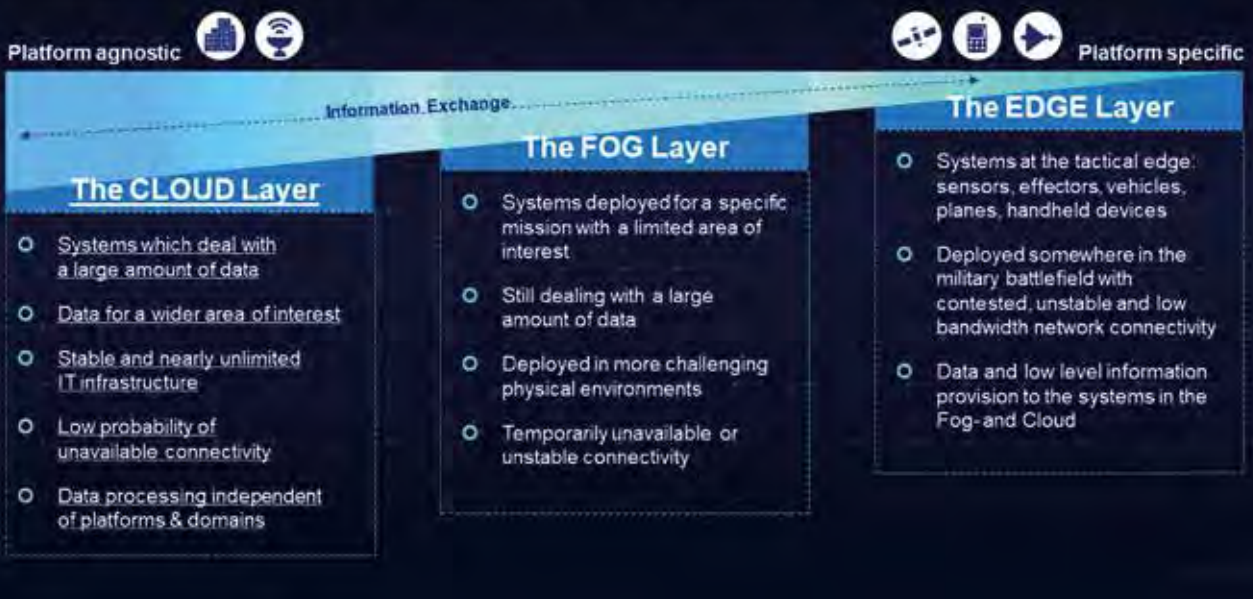 Platform agnostic
Platform specific
Information Exchange
The CLOUD Layer
Systems which deal with
a large amount of data
Data for a wider area of interest
Stable and nearly unlimited
IT infrastructure
Low probability of
unavailable connectivity
Data processing independent
of platforms & domains
The FOG Layer
Systems deployed for a specific
mission with a limited area of
interest
Still dealing with a large
amount of data
Deployed in more challenging
physical environments
Temporarily unavailable or
unstable connectivity
The EDGE Layer
Systems at the tactical edge:
sensors, effectors, vehicles,
planes, handheld devices
Deployed somewhere in the
military battlefield with
contested, unstable and low
bandwidth network connectivity
Data and low level information
provision to the systems in the
Fog- and Cloud